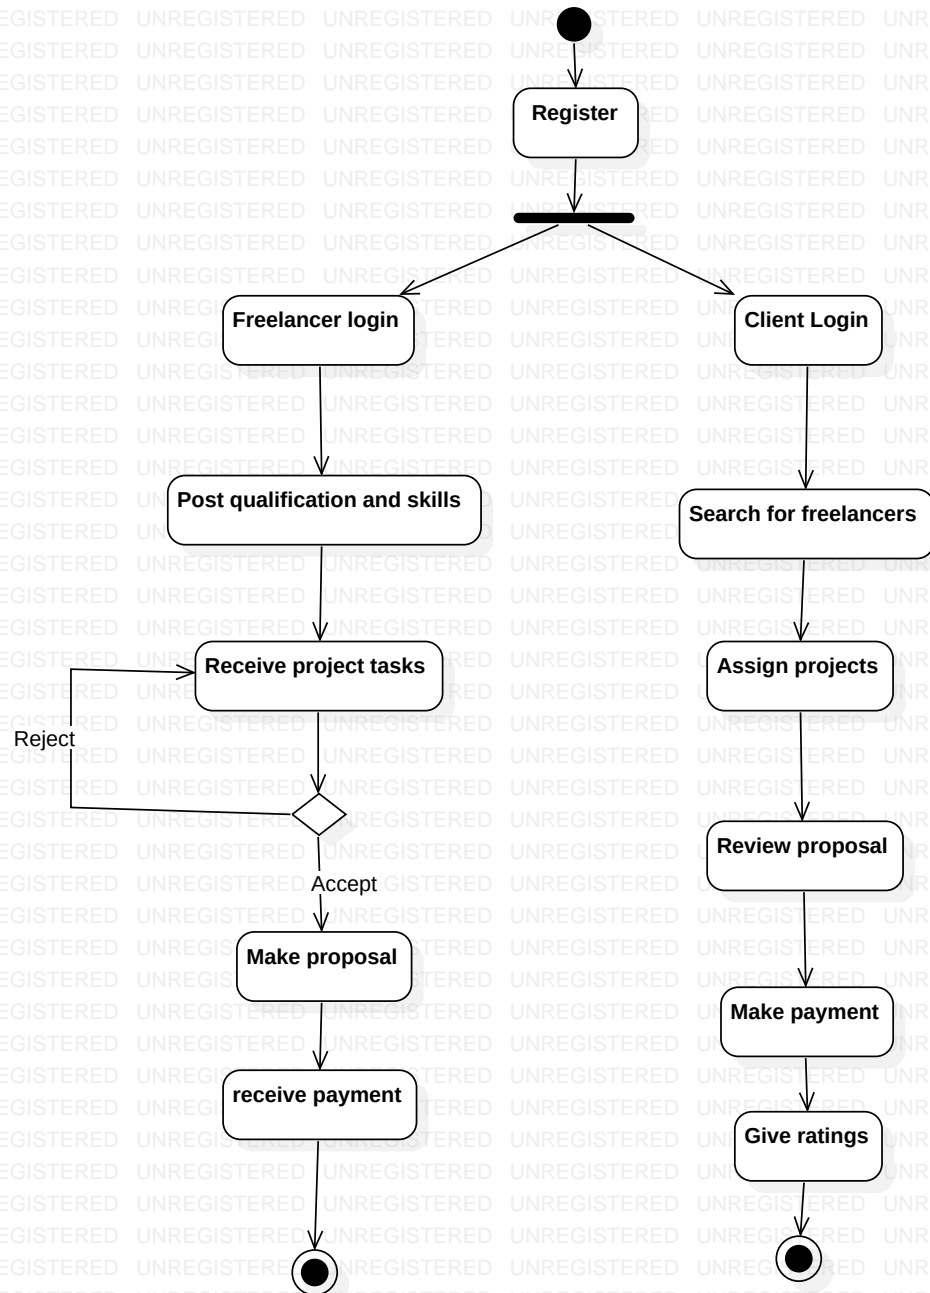 Register
Freelancer login
Client Login
Post qualification and skills
Search for freelancers
Receive project tasks
Assign projects
Reject
Review proposal
Accept
Make proposal
Make payment
receive payment
Give ratings
UNREGISTERED